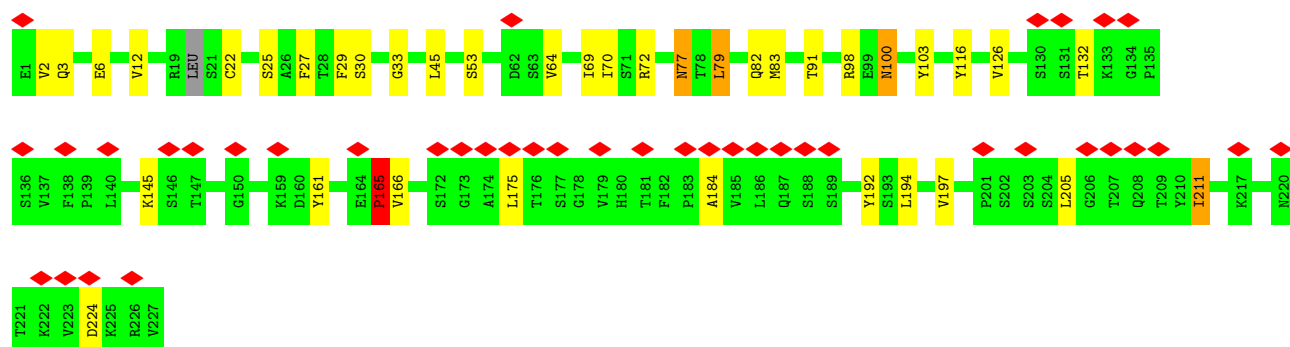 E1 V2 Q3 E6 V12 R19 LEU S21 C22 S25 A26 F27 T28 F29 S30 G33 L45 S53 D62 S63 V64 I69 I70 S71 R72 N77 T78 L79 Q82 M83 T91 R98 E99 N100 Y103 Y116 V126 S130 S131 T132 K133 G134 P135
S136 V137 F138 P139 L140 K145 S146 T147 G150 K159 D160 Y161 E164 P165 V166 S172 G173 A174 L175 T176 S177 G178 V179 H180 T181 F182 P183 A184 V185 L186 Q187 S188 S189 Y192 S193 L194 V197 P201 S202 S203 S204 L205 G206 T207 Q208 T209 Y210 I211 K217 N220
T221 K222 V223 D224 K225 R226 V227